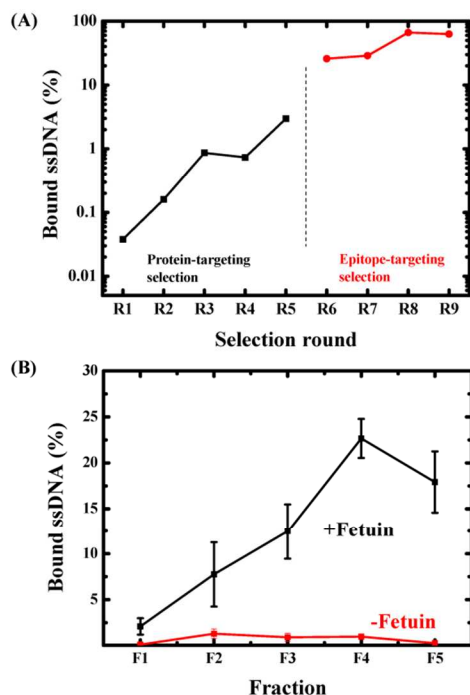 (A)
100
10
1
0.1
0.01
Bound ssDNA (%)
Protein-targeting
selection
Epitope-targeting
selection
R1 R2 R3 R4 R5 R6 R7 R8 R9
Selection round
(B)
30
25
20
15
10
5
Bound ssDNA (%)
+Fetuin
-Fetuin
F1 F2 F3 F4 F5
Fraction